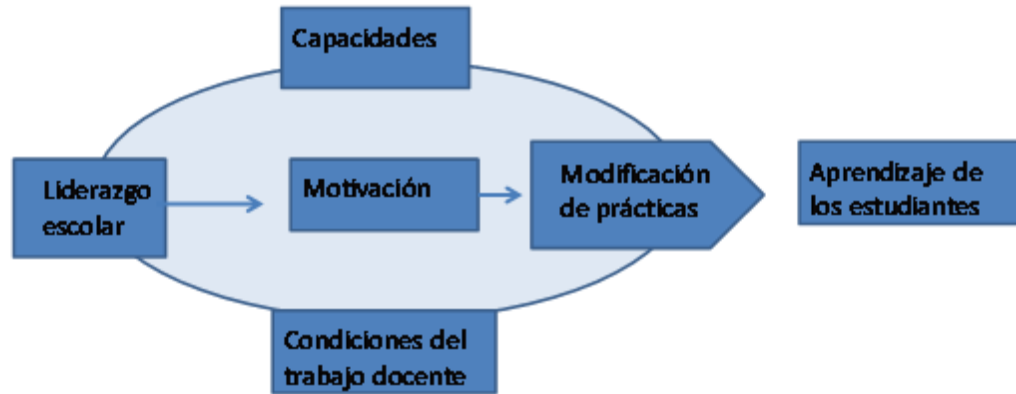 Capacidades
Liderazgo
escolar
Motivación
Modificación
de prácticas
Aprendizaje de
los estudiantes
Condiciones del
trabajo docente